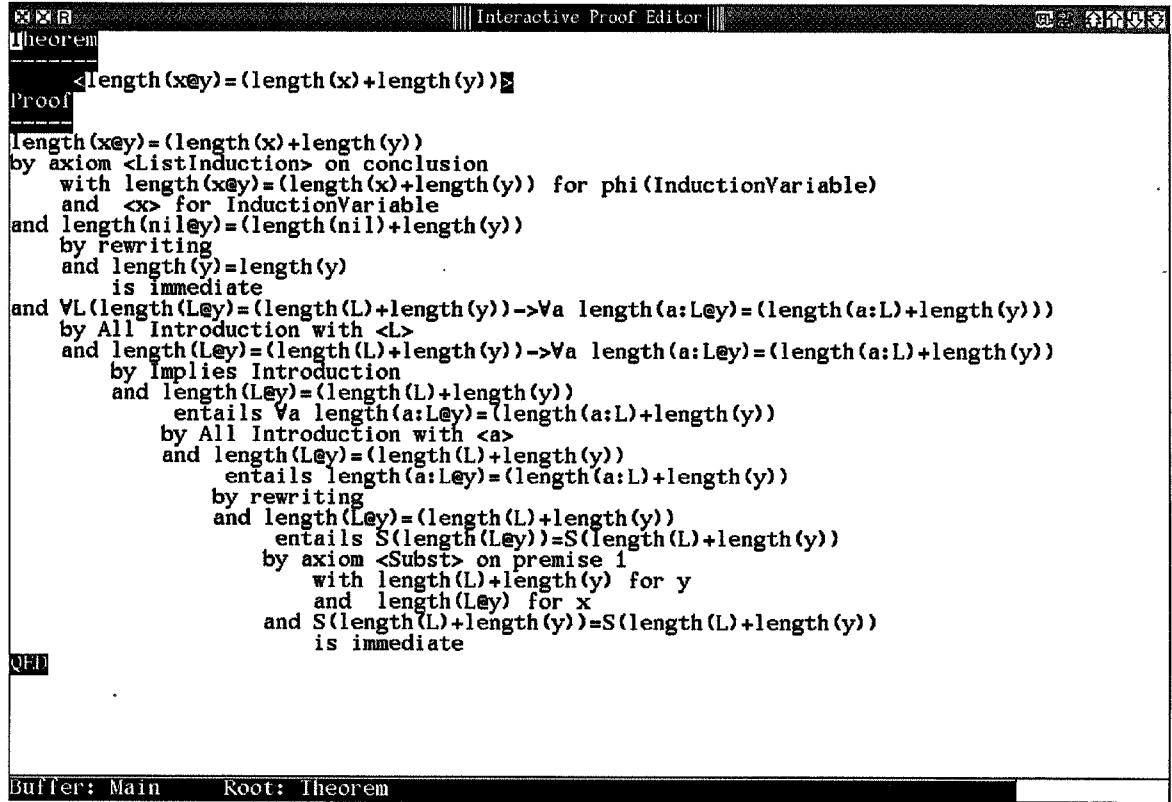 Interactive Proof Editor
Theorem
-------
<length(x@y)=(length(x)+length(y))>
Proof
-----
length(x@y)=(length(x)+length(y))
by axiom <ListInduction> on conclusion
with length(x@y)=(length(x)+length(y)) for phi(InductionVariable)
and <x> for InductionVariable
and length(nil@y)=(length(nil)+length(y))
by rewriting
and length(y)=length(y)
is immediate
and ∀L(length(L@y)=(length(L)+length(y))->∀a length(a:L@y)=(length(a:L)+length(y)))
by All Introduction with <L>
and length(L@y)=(length(L)+length(y))->∀a length(a:L@y)=(length(a:L)+length(y))
by Implies Introduction
and length(L@y)=(length(L)+length(y))
entails ∀a length(a:L@y)=(length(a:L)+length(y))
by All Introduction with <a>
and length(L@y)=(length(L)+length(y))
entails length(a:L@y)=(length(a:L)+length(y))
by rewriting
and length(L@y)=(length(L)+length(y))
entails S(length(L@y))=S(length(L)+length(y))
by axiom <Subst> on premise 1
with length(L)+length(y) for y
and length(L@y) for x
and S(length(L)+length(y))=S(length(L)+length(y))
is immediate
QED
Buffer: Main Root: Theorem